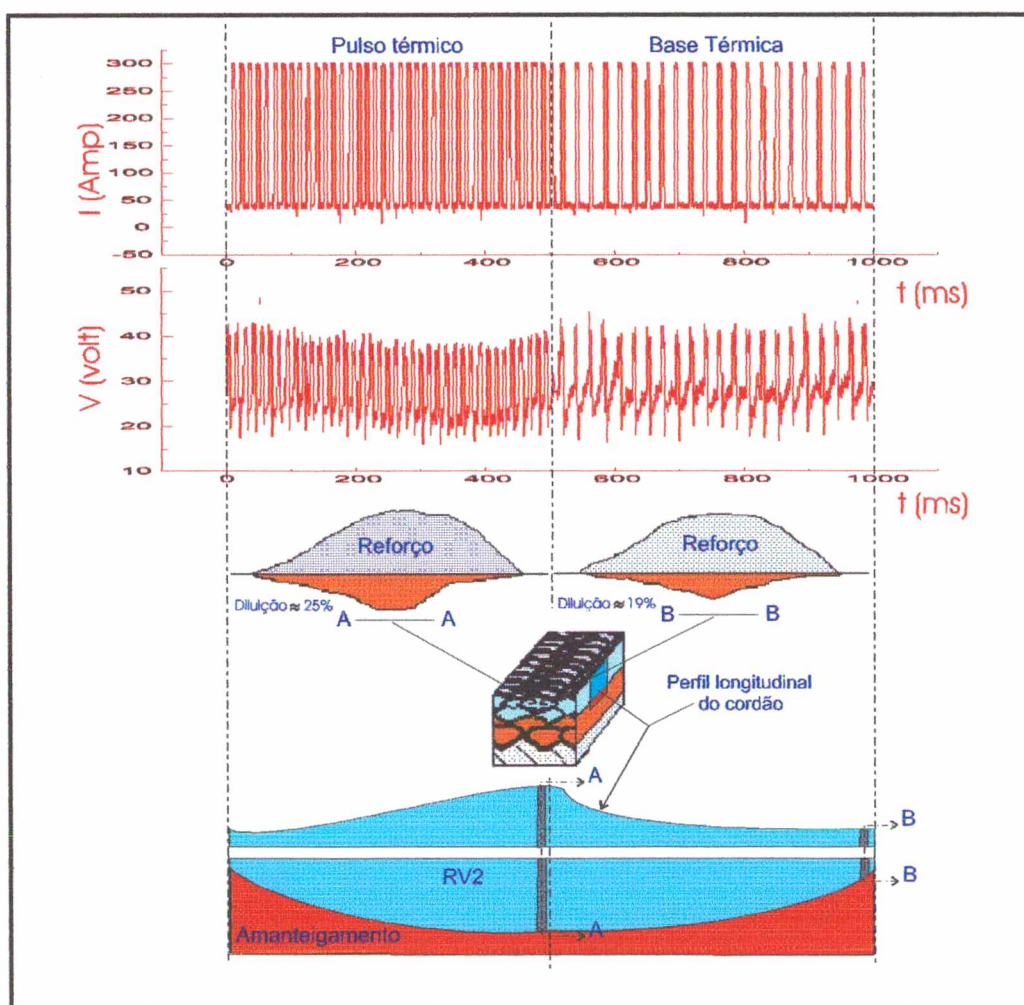 Pulso térmico
Base Térmica
300
250
200
150
100
50
0
-50
I (Amp)
0
200
400
600
800
1000
t (ms)
50
40
30
20
10
V (volt)
0
200
400
600
800
1000
t (ms)
Reforço
Reforço
Diluição ≈ 25%
Diluição ≈ 19%
A
A
B
B
Perfil longitudinal
do cordão
A
B
RV2
B
A
Amanteigamento